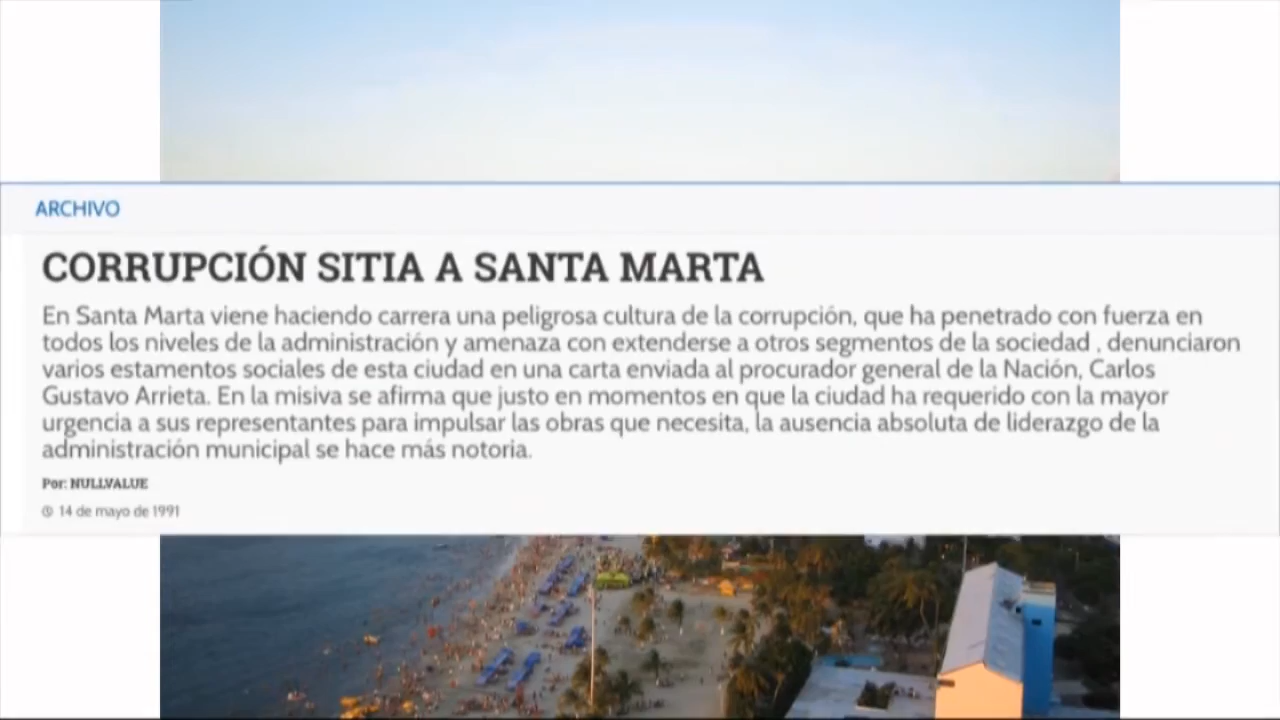 ARCHIVO
CORRUPCIÓN SITIA A SANTA MARTA
En Santa Marta viene haciendo carrera una peligrosa cultura de la corrupción, que ha penetrado con fuerza en
todos los niveles de la administración y amenaza con extenderse a otros segmentos de la sociedad , denunciaron
varios estamentos sociales de esta ciudad en una carta enviada al procurador general de la Nación, Carlos
Gustavo Arrieta. En la misiva se afirma que justo en momentos en que la ciudad ha requerido con la mayor
urgencia a sus representantes para impulsar las obras que necesita, la ausencia absoluta de liderazgo de la
administración municipal se hace más notoria.
Por: NULLVALUE
14 de mayo de 1991